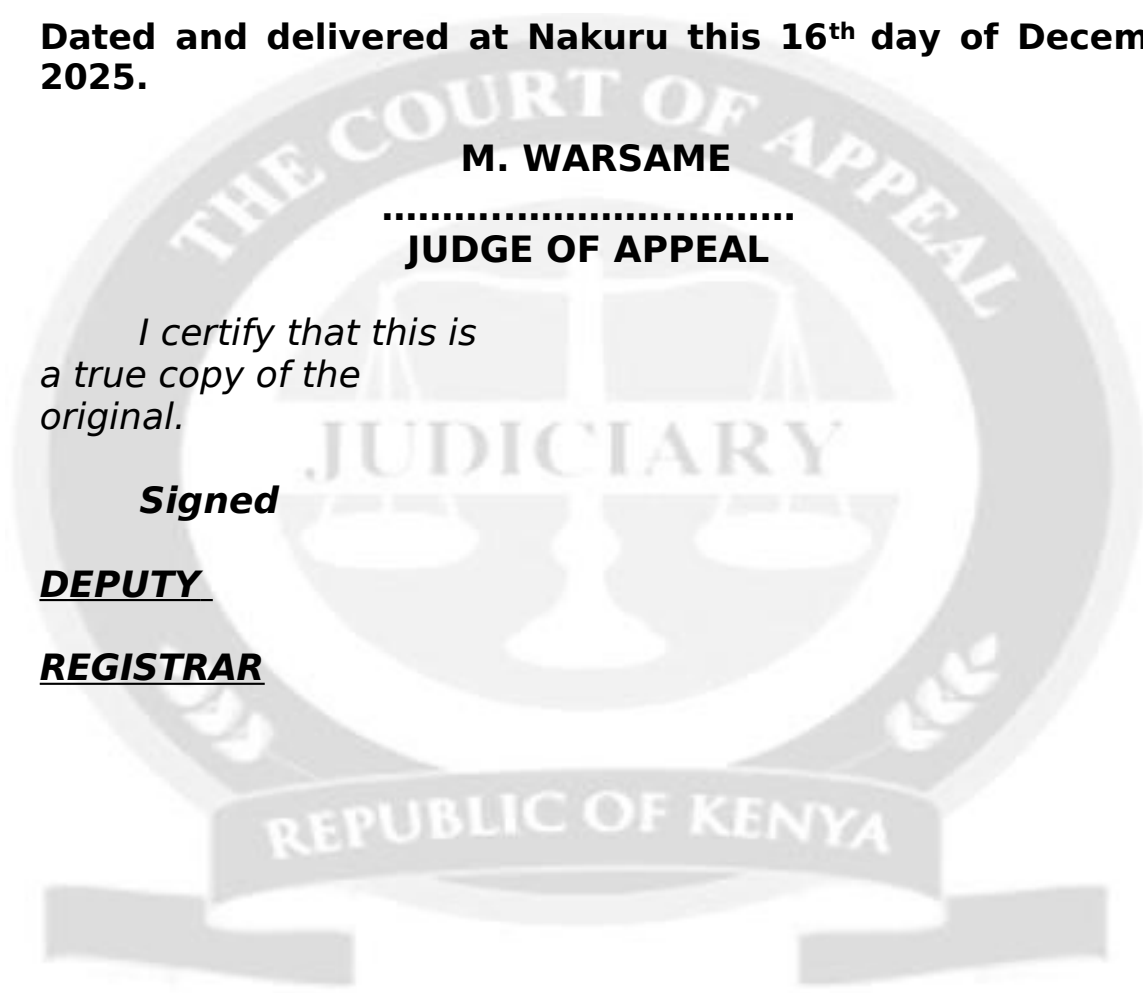 Dated and delivered at Nakuru this 16th day of Decem
2025.
M. WARSAME
……………………………
JUDGE OF APPEAL
I certify that this is
a true copy of the
original.
Signed
DEPUTY
REGISTRAR
THE COURT OF APPEAL
JUDICIARY
REPUBLIC OF KENYA